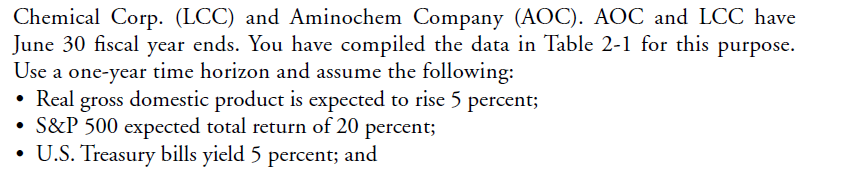 Chemical Corp. (LCC) and Aminochem Company (AOC). AOC and LCC have
June 30 fiscal year ends. You have compiled the data in Table 2-1 for this purpose.
Use a one-year time horizon and assume the following:
• Real gross domestic product is expected to rise 5 percent;
• S&P 500 expected total return of 20 percent;
• U.S. Treasury bills yield 5 percent; and